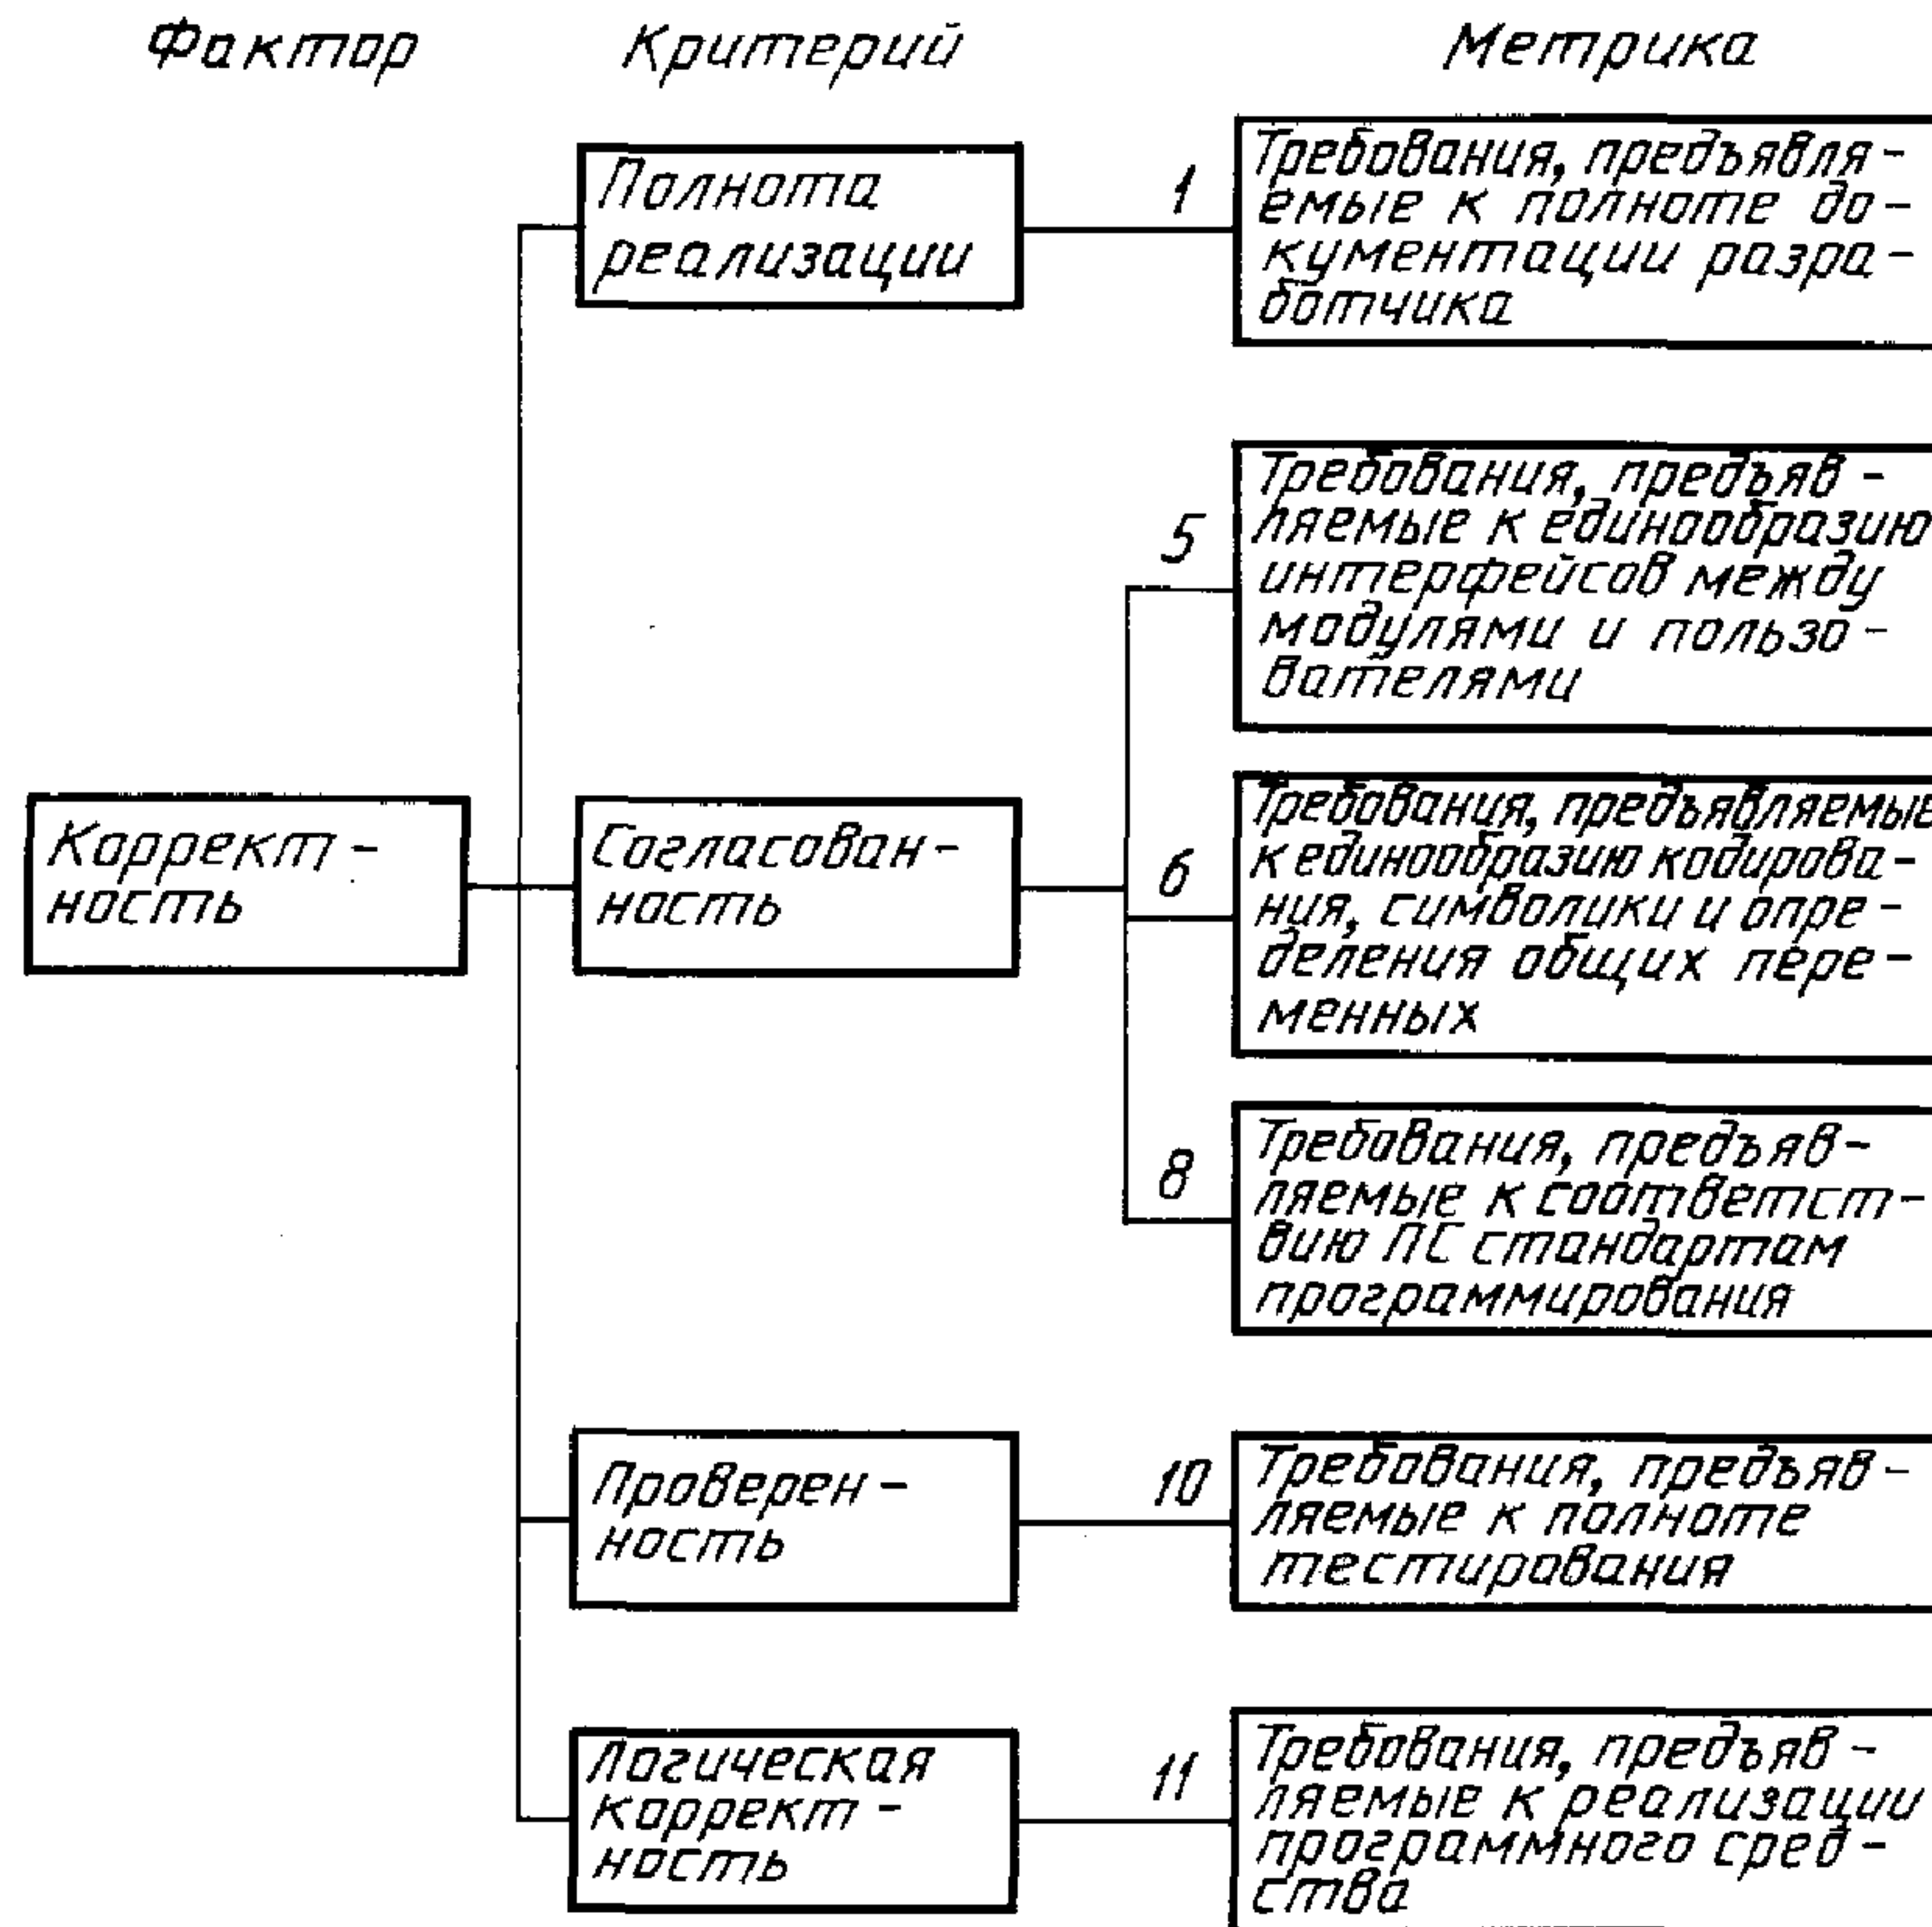 Фактор
Критерий
Метрика
Полнота
реализации
1
Требования, предъявля-
емые к полноте до-
кументации разра-
ботчика
5
Требования, предъяв-
ляемые к единообразию
интерфейсов между
модулями и пользо-
вателями
Коррект-
ность
Согласован-
ность
6
Требования, предъявляемые
к единообразию кодирова-
ния, символики и опре-
деления общих пере-
менных
8
Требования, предъяв-
ляемые к соответст-
вию ПС стандартам
программирования
Проверен-
ность
10
Требования, предъяв-
ляемые к полноте
тестирования
Логическая
коррект-
ность
11
Требования, предъяв-
ляемые к реализации
программного сред-
ства